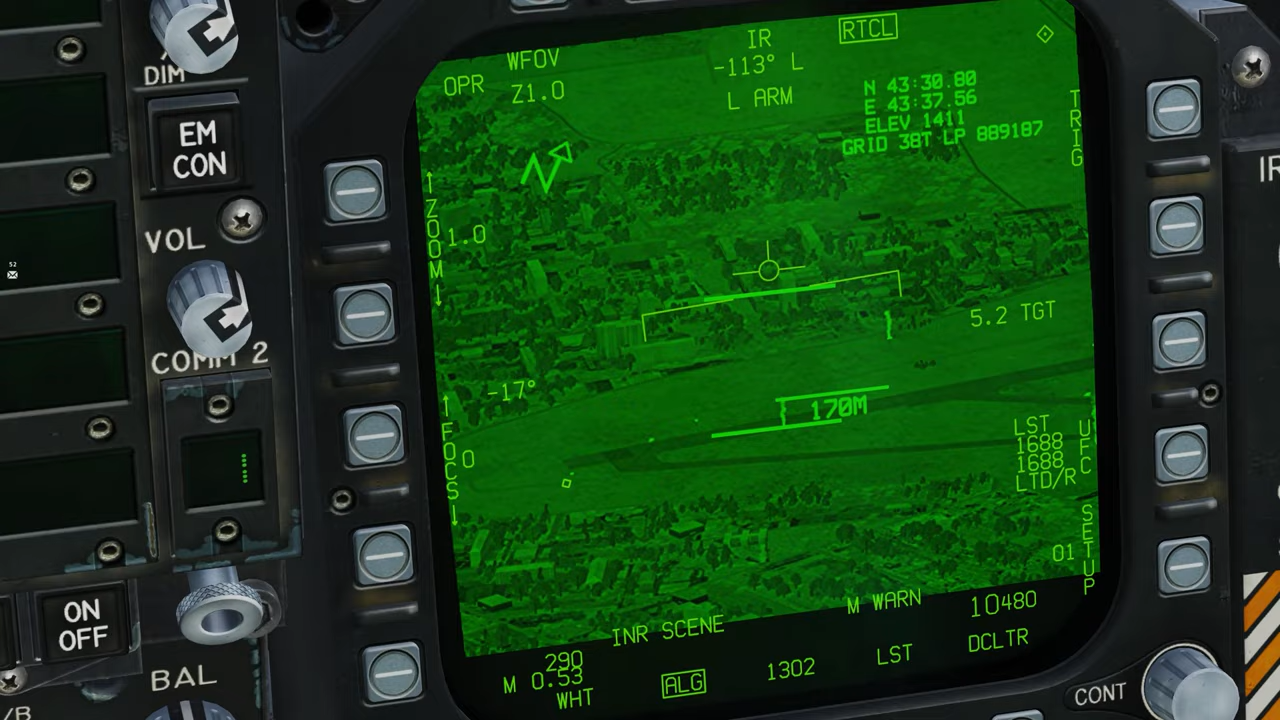 DIM
EM
CON
VOL
COMM 2
ON
OFF
BAL
/B
52
OPR
WFOV
Z1.0
IR
-113° L
L ARM
RTCL
N 43:30.80
E 43:37.56
ELEV 1411
GRID 38T LP 889187
TRIG
N
↑ZOOM↓
1.0
5.2 TGT
-17°
170M
↑FOCS↓
0
LST
1688
1688
LTD/R
UFC
SETUP
01
INR SCENE
M WARN
10480
290
M 0.53
WHT
ALG
1302
LST
DCLTR
CONT
IR